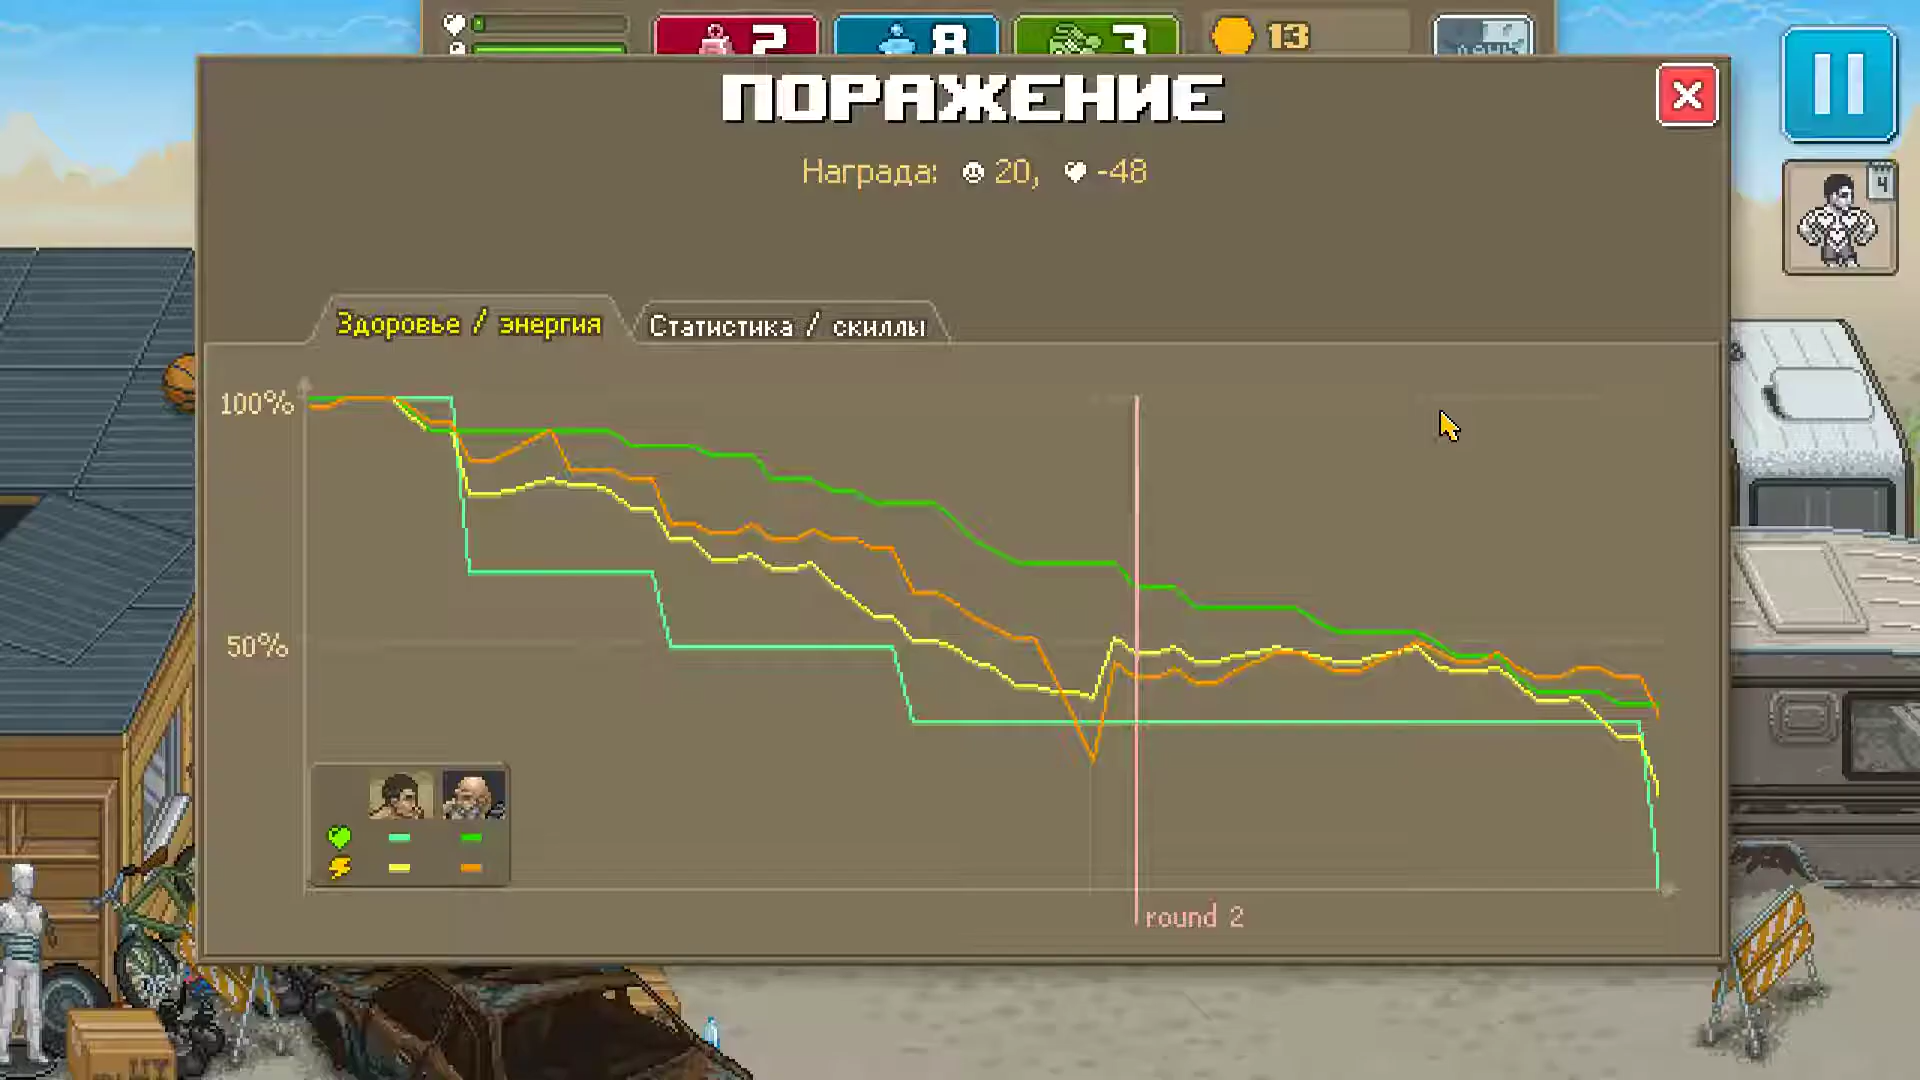 2
8
3
13
ПОРАЖЕНИЕ
Награда: 20, -48
4
Здоровье / энергия
Статистика / скиллы
100%
50%
round 2